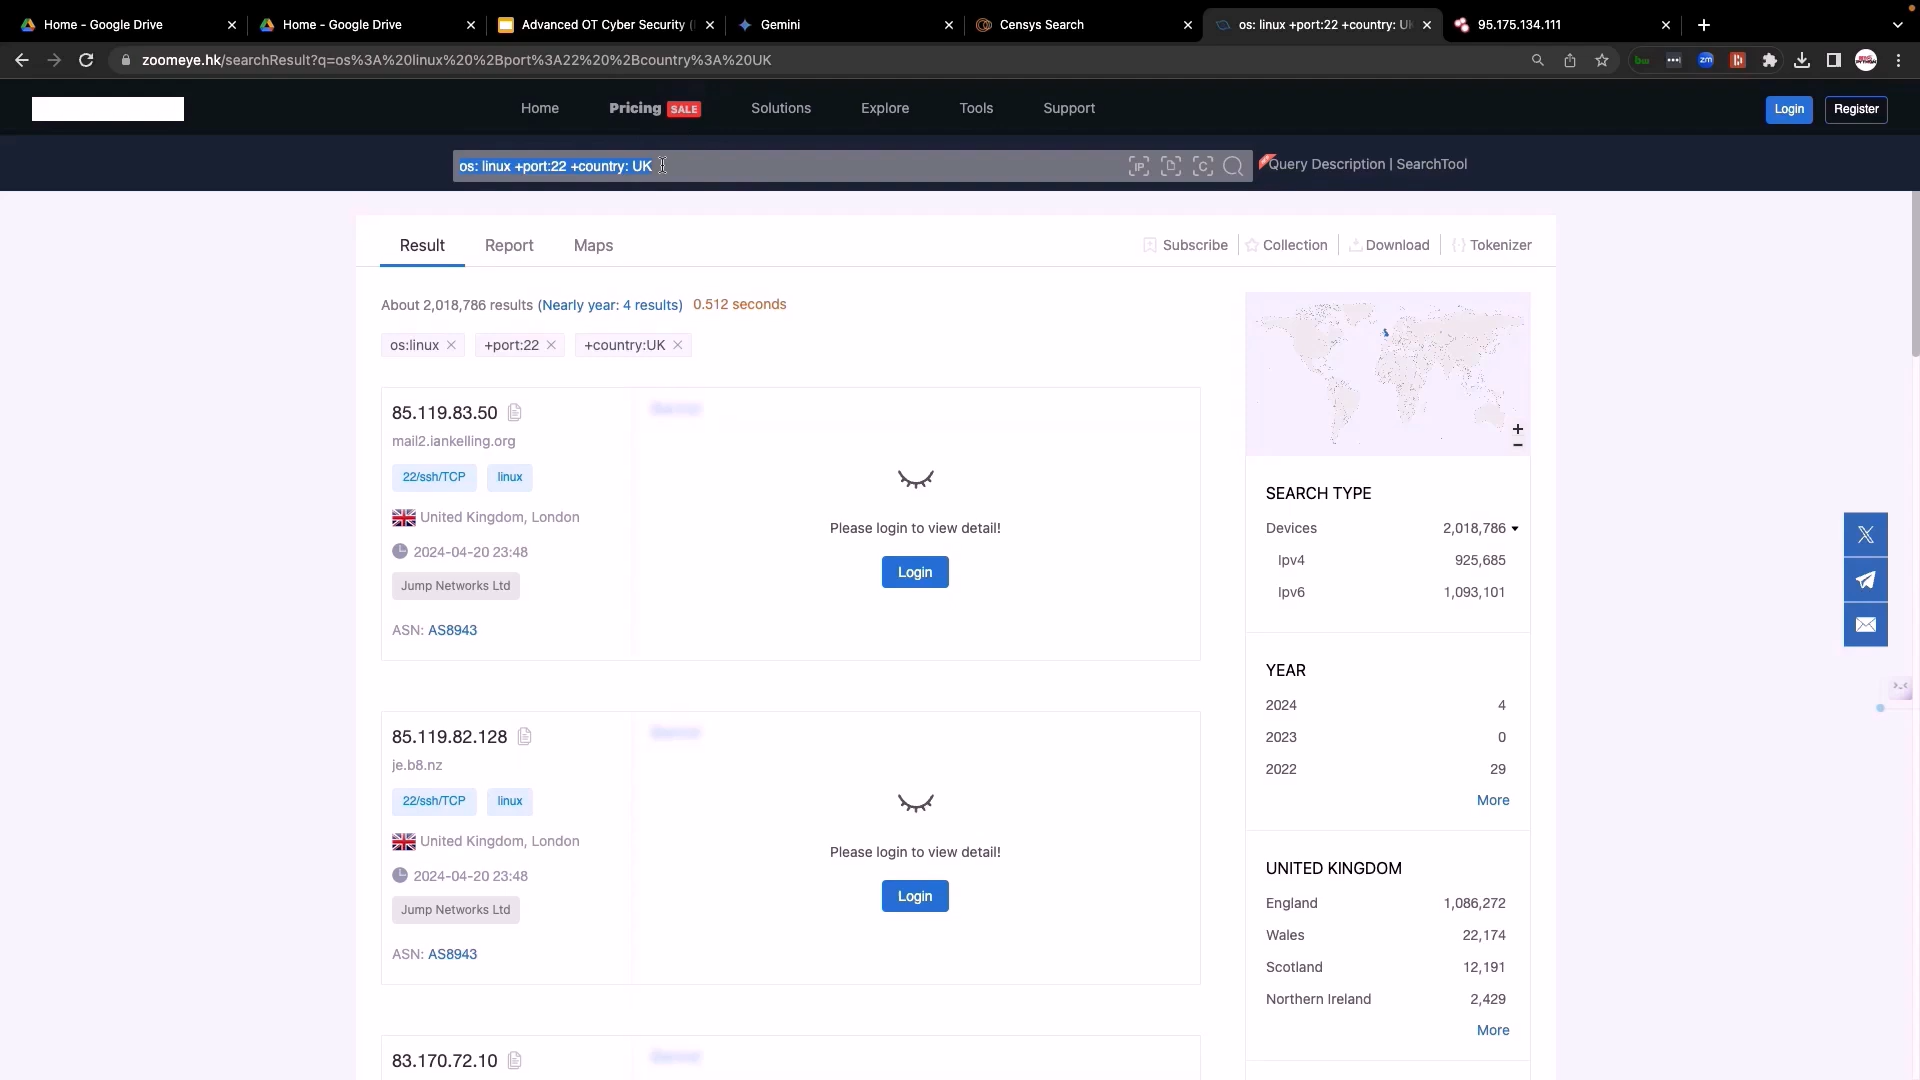 Home - Google Drive
Home - Google Drive
Advanced OT Cyber Security (
Gemini
Censys Search
os: linux +port:22 +country: UK
95.175.134.111
zoomeye.hk/searchResult?q=os%3A%20linux%20%2Bport%3A22%20%2Bcountry%3A%20UK
Home
Pricing SALE
Solutions
Explore
Tools
Support
Login
Register
os: linux +port:22 +country: UK
Query Description | SearchTool
Result
Report
Maps
Subscribe
Collection
Download
Tokenizer
About 2,018,786 results (Nearly year: 4 results) 0.512 seconds
os:linux
+port:22
+country:UK
85.119.83.50
mail2.iankelling.org
22/ssh/TCP linux
United Kingdom, London
2024-04-20 23:48
Jump Networks Ltd
ASN: AS8943
Please login to view detail!
Login
85.119.82.128
je.b8.nz
22/ssh/TCP linux
United Kingdom, London
2024-04-20 23:48
Jump Networks Ltd
ASN: AS8943
Please login to view detail!
Login
83.170.72.10
+
−
SEARCH TYPE
Devices 2,018,786
Ipv4 925,685
Ipv6 1,093,101
YEAR
2024 4
2023 0
2022 29
More
UNITED KINGDOM
England 1,086,272
Wales 22,174
Scotland 12,191
Northern Ireland 2,429
More